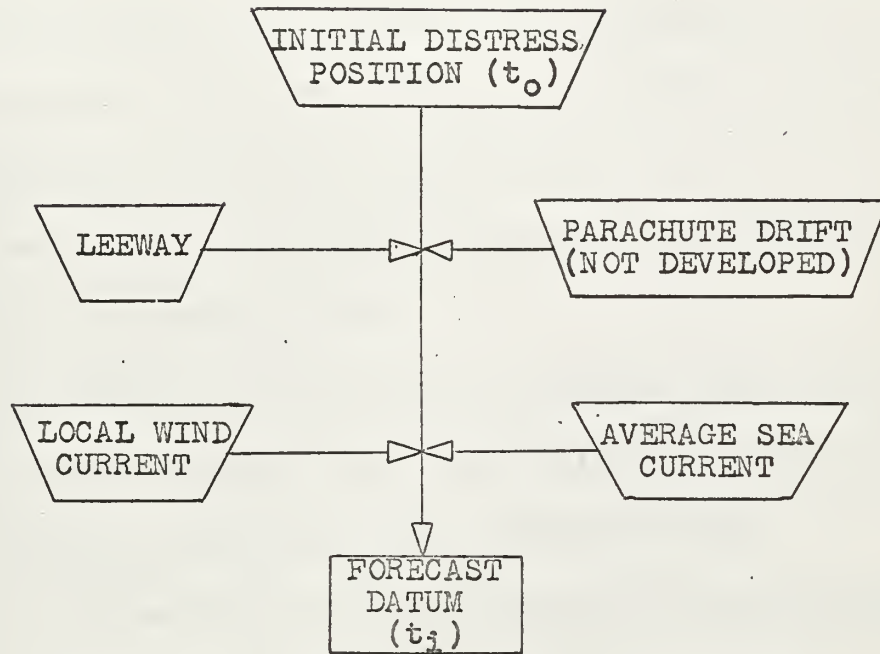 INITIAL DISTRESS
POSITION (t₀)
LEEWAY
PARACHUTE DRIFT
(NOT DEVELOPED)
LOCAL WIND
CURRENT
AVERAGE SEA
CURRENT
FORECAST
DATUM
(tᵢ)